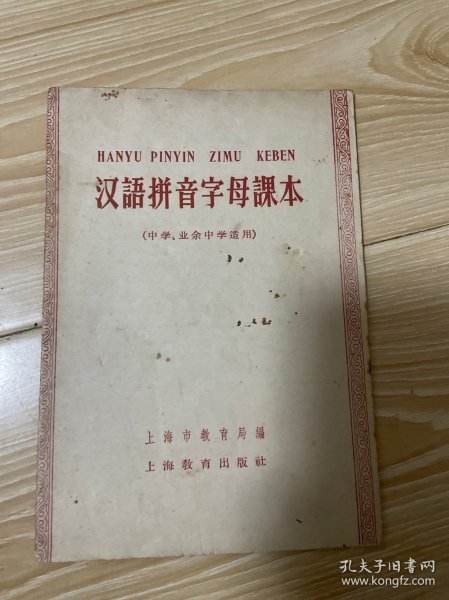 HANYU PINYIN ZIMU KEBEN
汉語拼音字母課本
(中学、业余中学适用)
上海市教育局編
上海教育出版社
孔夫子旧书网
www.kongfz.com